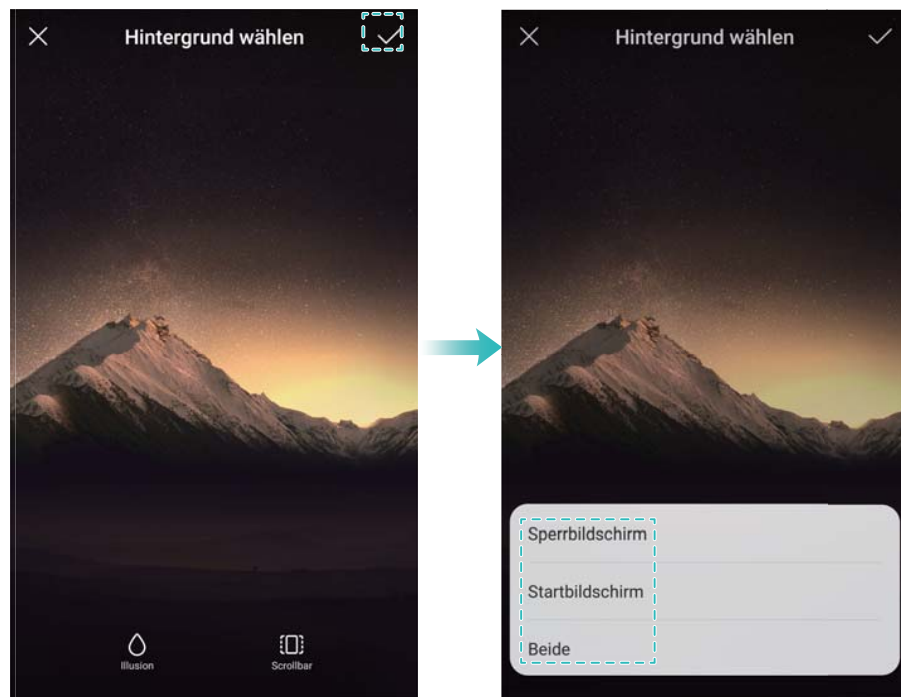 Hintergrund wählen
Illusion
Scrollbar
Hintergrund wählen
Sperrbildschirm
Startbildschirm
Beide